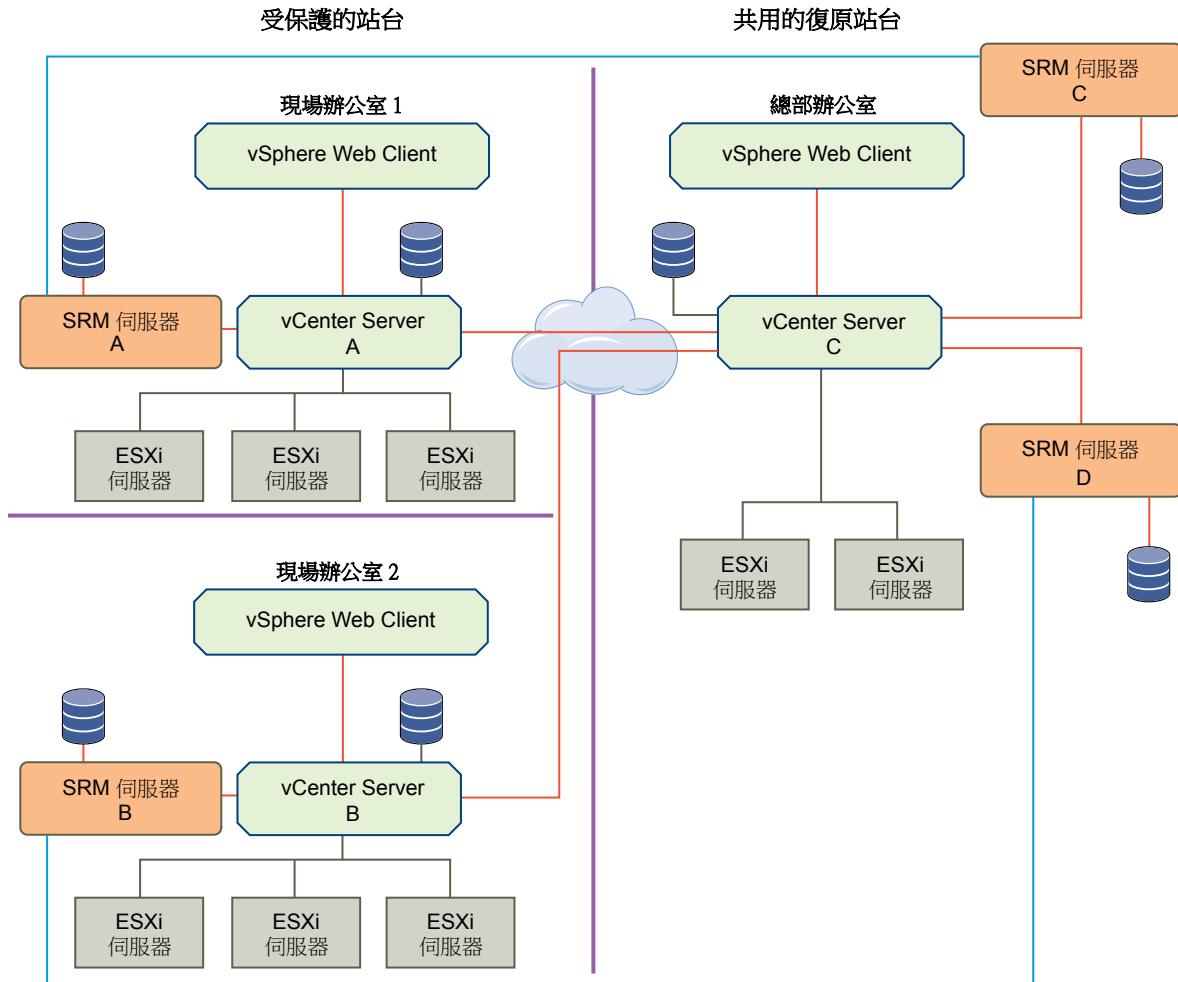 受保護的站台
共用的復原站台
SRM 伺服器
C
現場辦公室 1
總部辦公室
vSphere Web Client
vSphere Web Client
SRM 伺服器
A
vCenter Server
A
vCenter Server
C
ESXi
伺服器
ESXi
伺服器
ESXi
伺服器
SRM 伺服器
D
ESXi
伺服器
ESXi
伺服器
現場辦公室 2
vSphere Web Client
SRM 伺服器
B
vCenter Server
B
ESXi
伺服器
ESXi
伺服器
ESXi
伺服器